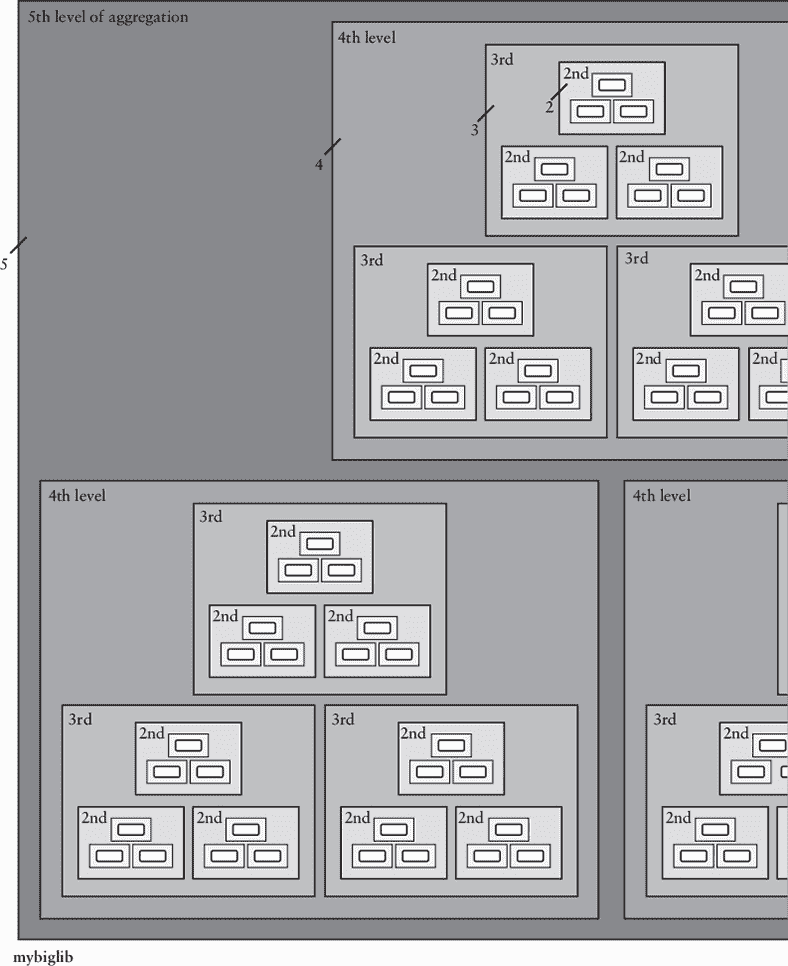 5th level of aggregation
4th level
3rd
2nd
2
3
2nd 2nd
4
3rd 3rd
5
2nd 2nd
2nd 2nd 2nd 2nd
4th level 4th level
3rd
2nd
2nd 2nd
3rd 3rd 3rd
2nd 2nd 2nd
2nd 2nd 2nd 2nd 2nd
mybiglib